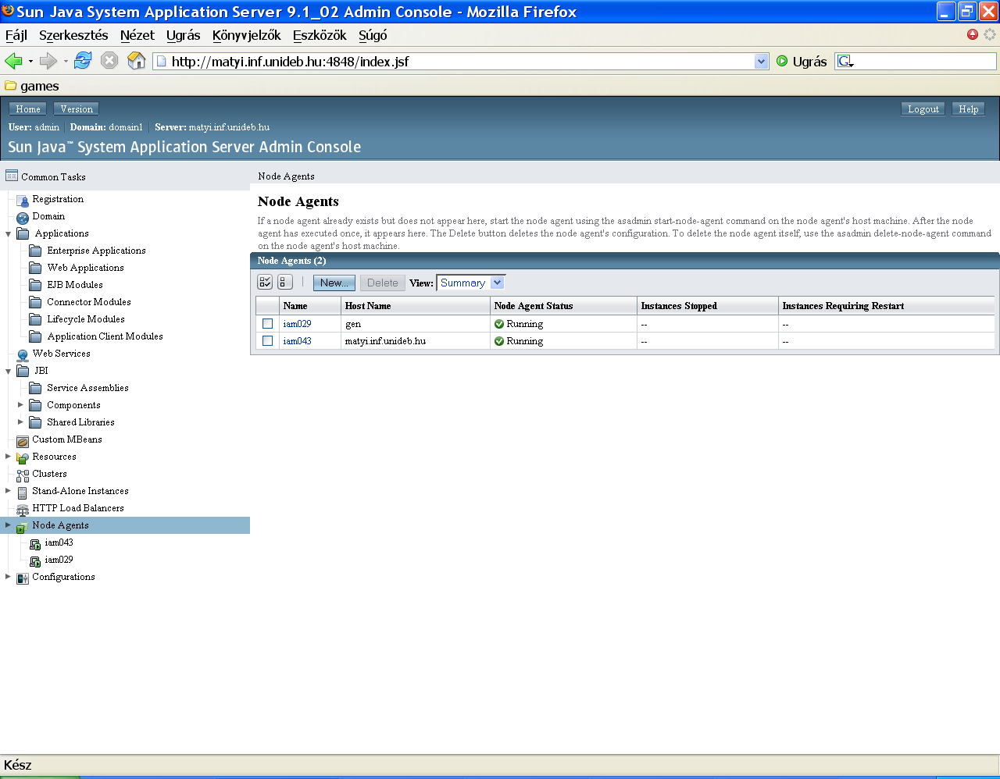 Sun Java System Application Server 9.1_02 Admin Console - Mozilla Firefox
Fájl Szerkesztés Nézet Ugrás Könyvjelzők Eszközök Súgó
http://matyi.inf.unideb.hu:4848/index.jsf Ugrás G
games
Home Version Logout Help
User: admin Domain: domain1 Server: matyi.inf.unideb.hu
Sun Java™ System Application Server Admin Console
Common Tasks
Registration
Domain
Applications
Enterprise Applications
Web Applications
EJB Modules
Connector Modules
Lifecycle Modules
Application Client Modules
Web Services
JBI
Service Assemblies
Components
Shared Libraries
Custom MBeans
Resources
Clusters
Stand-Alone Instances
HTTP Load Balancers
Node Agents
iam043
iam029
Configurations
Node Agents
Node Agents
If a node agent already exists but does not appear here, start the node agent using the asadmin start-node-agent command on the node agent's host machine. After the node
agent has executed once, it appears here. The Delete button deletes the node agent's configuration. To delete the node agent itself, use the asadmin delete-node-agent command
on the node agent's host machine.
Node Agents (2)
New... Delete View: Summary
Name Host Name Node Agent Status Instances Stopped Instances Requiring Restart
iam029 gen Running -- --
iam043 matyi.inf.unideb.hu Running -- --
Kész